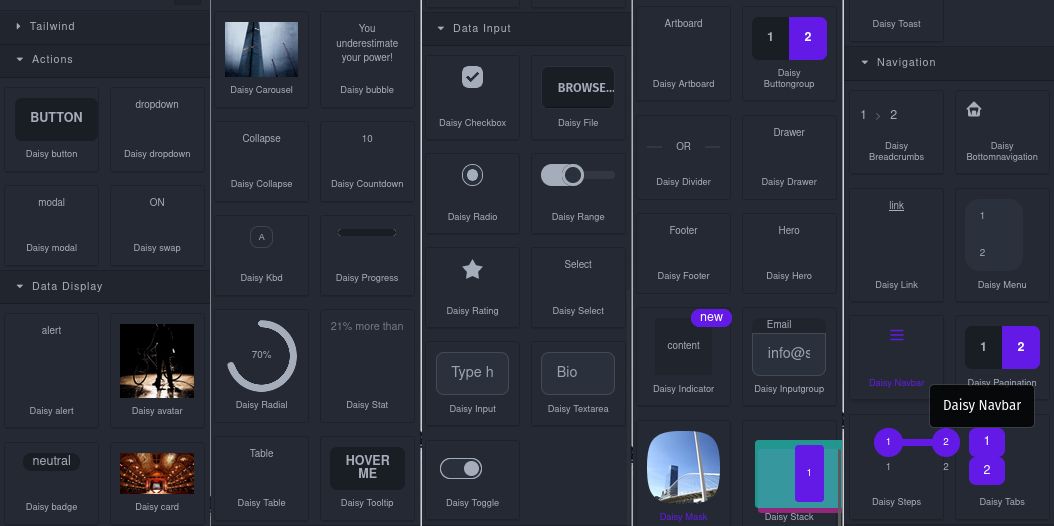 Tailwind
Actions
BUTTON
Daisy button
dropdown
Daisy dropdown
modal
Daisy modal
ON
Daisy swap
Data Display
alert
Daisy alert
Daisy avatar
neutral
Daisy badge
Daisy card
Daisy Carousel
You
underestimate
your power!
Daisy bubble
Collapse
Daisy Collapse
10
Daisy Countdown
A
Daisy Kbd
Daisy Progress
70%
Daisy Radial
21% more than
Daisy Stat
Table
Daisy Table
HOVER
ME
Daisy Tooltip
Data Input
Daisy Checkbox
BROWSE...
Daisy File
Daisy Radio
Daisy Range
Daisy Rating
Select
Daisy Select
Type h
Daisy Input
Bio
Daisy Textarea
Daisy Toggle
Artboard
Daisy Artboard
1 2
Daisy
Buttongroup
OR
Daisy Divider
Drawer
Daisy Drawer
Footer
Daisy Footer
Hero
Daisy Hero
new
content
Daisy Indicator
Email
info@s
Daisy Inputgroup
Daisy Mask
1
Daisy Stack
Daisy Toast
Navigation
1 > 2
Daisy
Breadcrumbs
Daisy
Bottomnavigation
link
Daisy Link
1
2
Daisy Menu
Daisy Navbar
1 2
Daisy Pagination
Daisy Navbar
1 2
1 2
Daisy Steps
1
2
Daisy Tabs